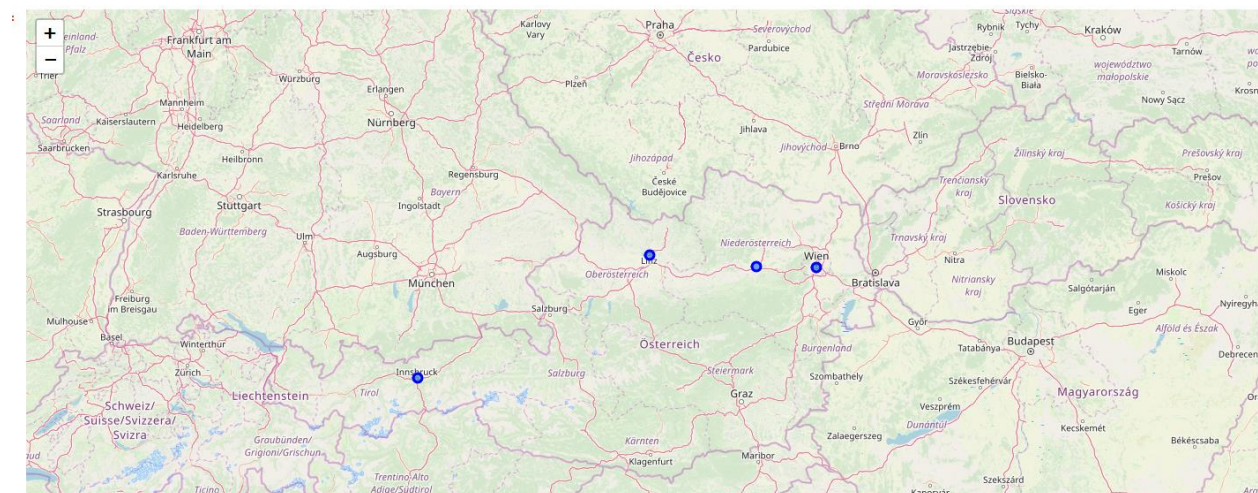 +
−
Frankfurt am
Main
Karlovy
Vary
Praha
Severovýchod
Pardubice
Česko
Rybnik
Tychy
Kraków
Jastrzębie-
Zdrój
Tarnów
Pfalz
Trier
Würzburg
Erlangen
Plzeň
Moravskoslezsko
Bielsko-
Biała
województwo
małopolskie
Mannheim
Nürnberg
Střední Morava
Nowy Sącz
Krosn
Saarland
Kaiserslautern
Heidelberg
Jihlava
Zlín
Saarbrücken
Heilbronn
Jihozápad
Jihovýchod
Brno
Žilinský kraj
Prešovský kraj
Karlsruhe
Regensburg
České
Budějovice
Trenčiansky
kraj
Prešov
Bayern
Ingolstadt
Slovensko
Košický kraj
Strasbourg
Stuttgart
Baden-Württemberg
Ulm
Augsburg
Niederösterreich
Wien
Trnavský kraj
Nitra
München
Linz
Oberösterreich
Bratislava
Nitriansky
kraj
Miskolc
Salgótarján
Nyíregyh
Freiburg
im Breisgau
Salzburg
Eger
Mulhouse
Győr
Alföld és Észak
Basel
Winterthur
Österreich
Burgenland
Tatabánya
Budapest
Debrecen
Zürich
Innsbruck
Salzburg
Steiermark
Szombathely
Székesfehérvár
Liechtenstein
Tirol
Graz
Magyarország
Schweiz/
Suisse/Svizzera/
Svizra
Veszprém
Dunántúl
Kecskemét
Graubünden/
Grigioni/Grischun
Kärnten
Zalaegerszeg
Békéscsaba
Klagenfurt
Maribor
Trentino-Alto
Adige/Südtirol
Ticino
Szekszárd
Kaposvár